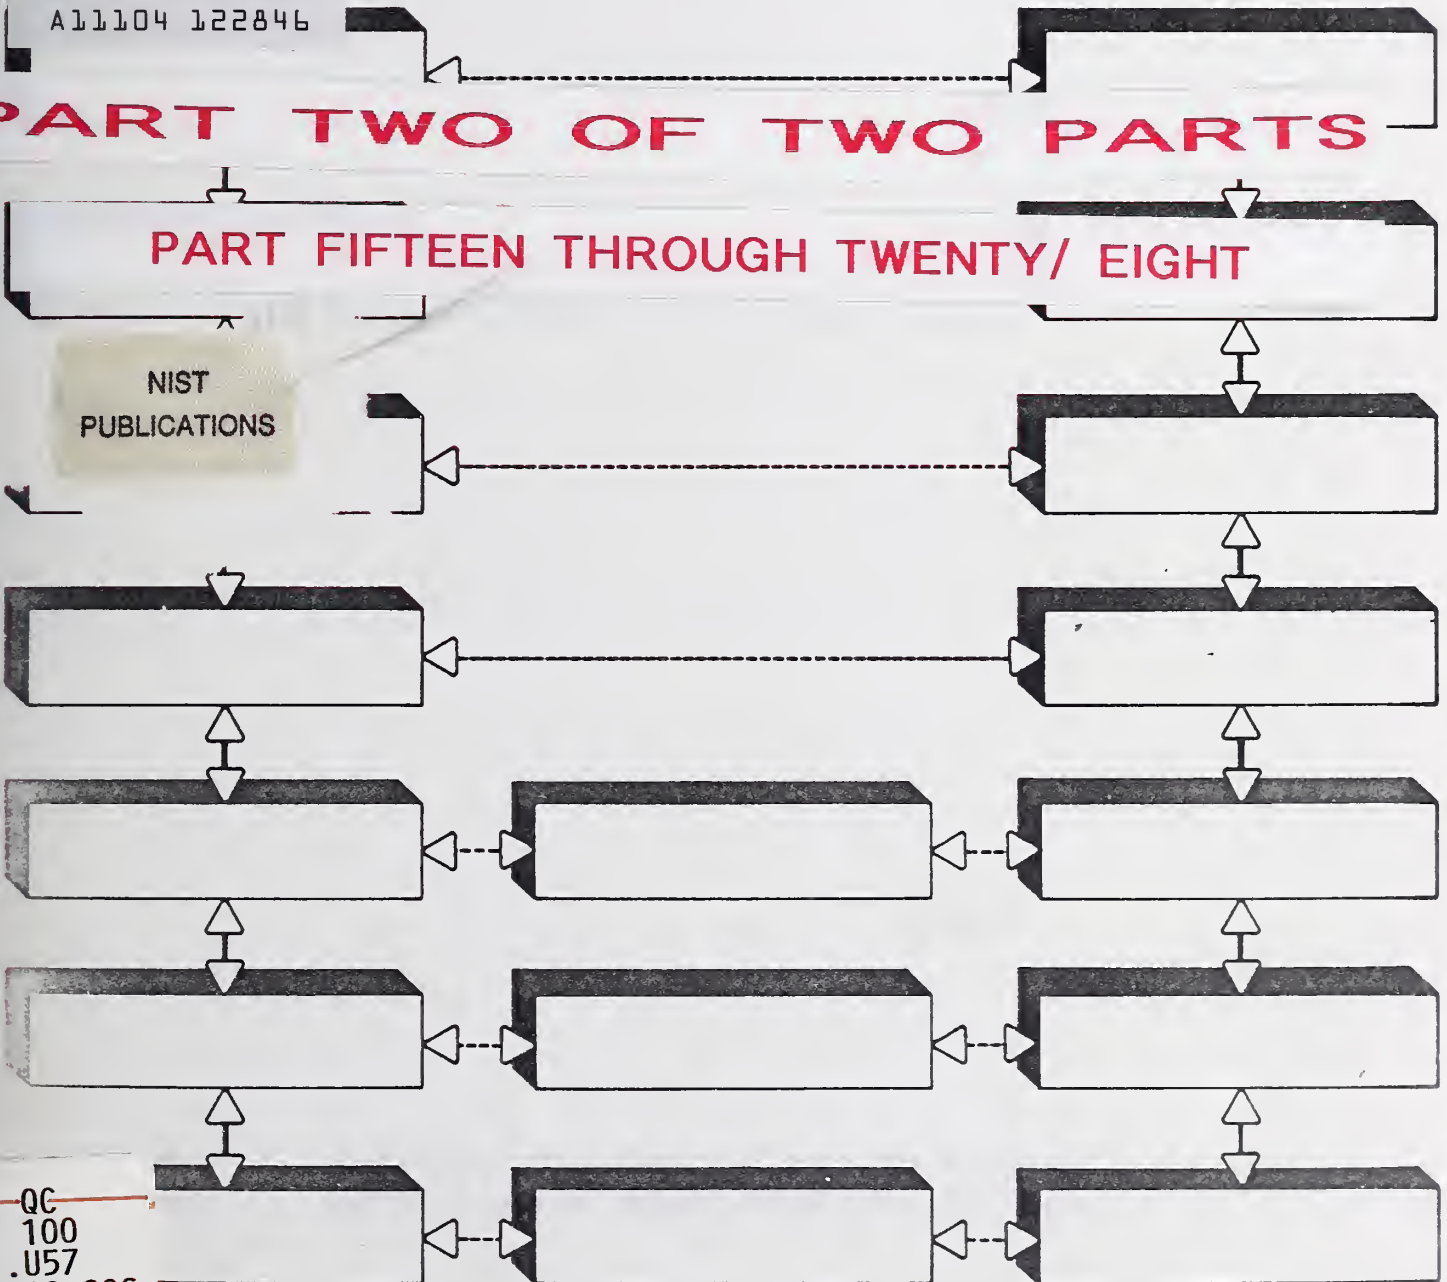 A11104 122846
PART TWO OF TWO PARTS
PART FIFTEEN THROUGH TWENTY/ EIGHT
NIST
PUBLICATIONS
QC
100
.U57